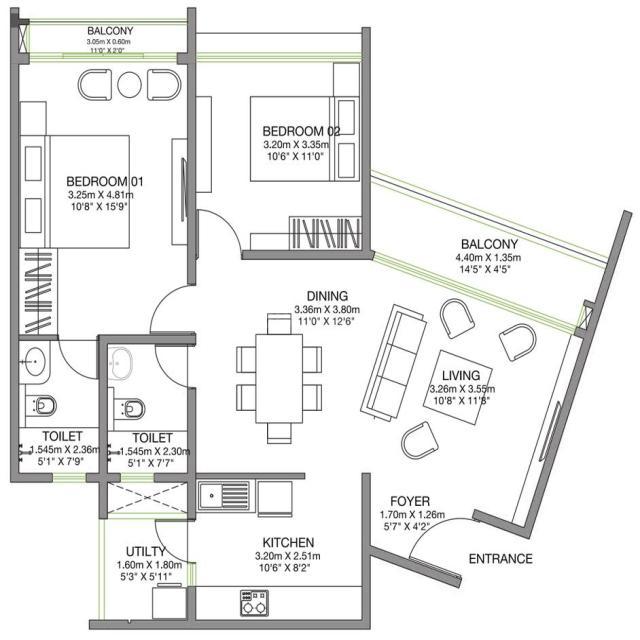 BALCONY
3.05m X 0.60m
11'0" X 2'0"
BEDROOM 02
3.20m X 3.35m
10'6" X 11'0"
BEDROOM 01
3.25m X 4.81m
10'8" X 15'9"
BALCONY
4.40m X 1.35m
14'5" X 4'5"
DINING
3.36m X 3.80m
11'0" X 12'6"
LIVING
3.26m X 3.55m
10'8" X 11'8"
TOILET
1.545m X 2.36m
5'1" X 7'9"
TOILET
1.545m X 2.30m
5'1" X 7'7"
FOYER
1.70m X 1.26m
5'7" X 4'2"
ENTRANCE
KITCHEN
3.20m X 2.51m
10'6" X 8'2"
UTILTY
1.60m X 1.80m
5'3" X 5'11"